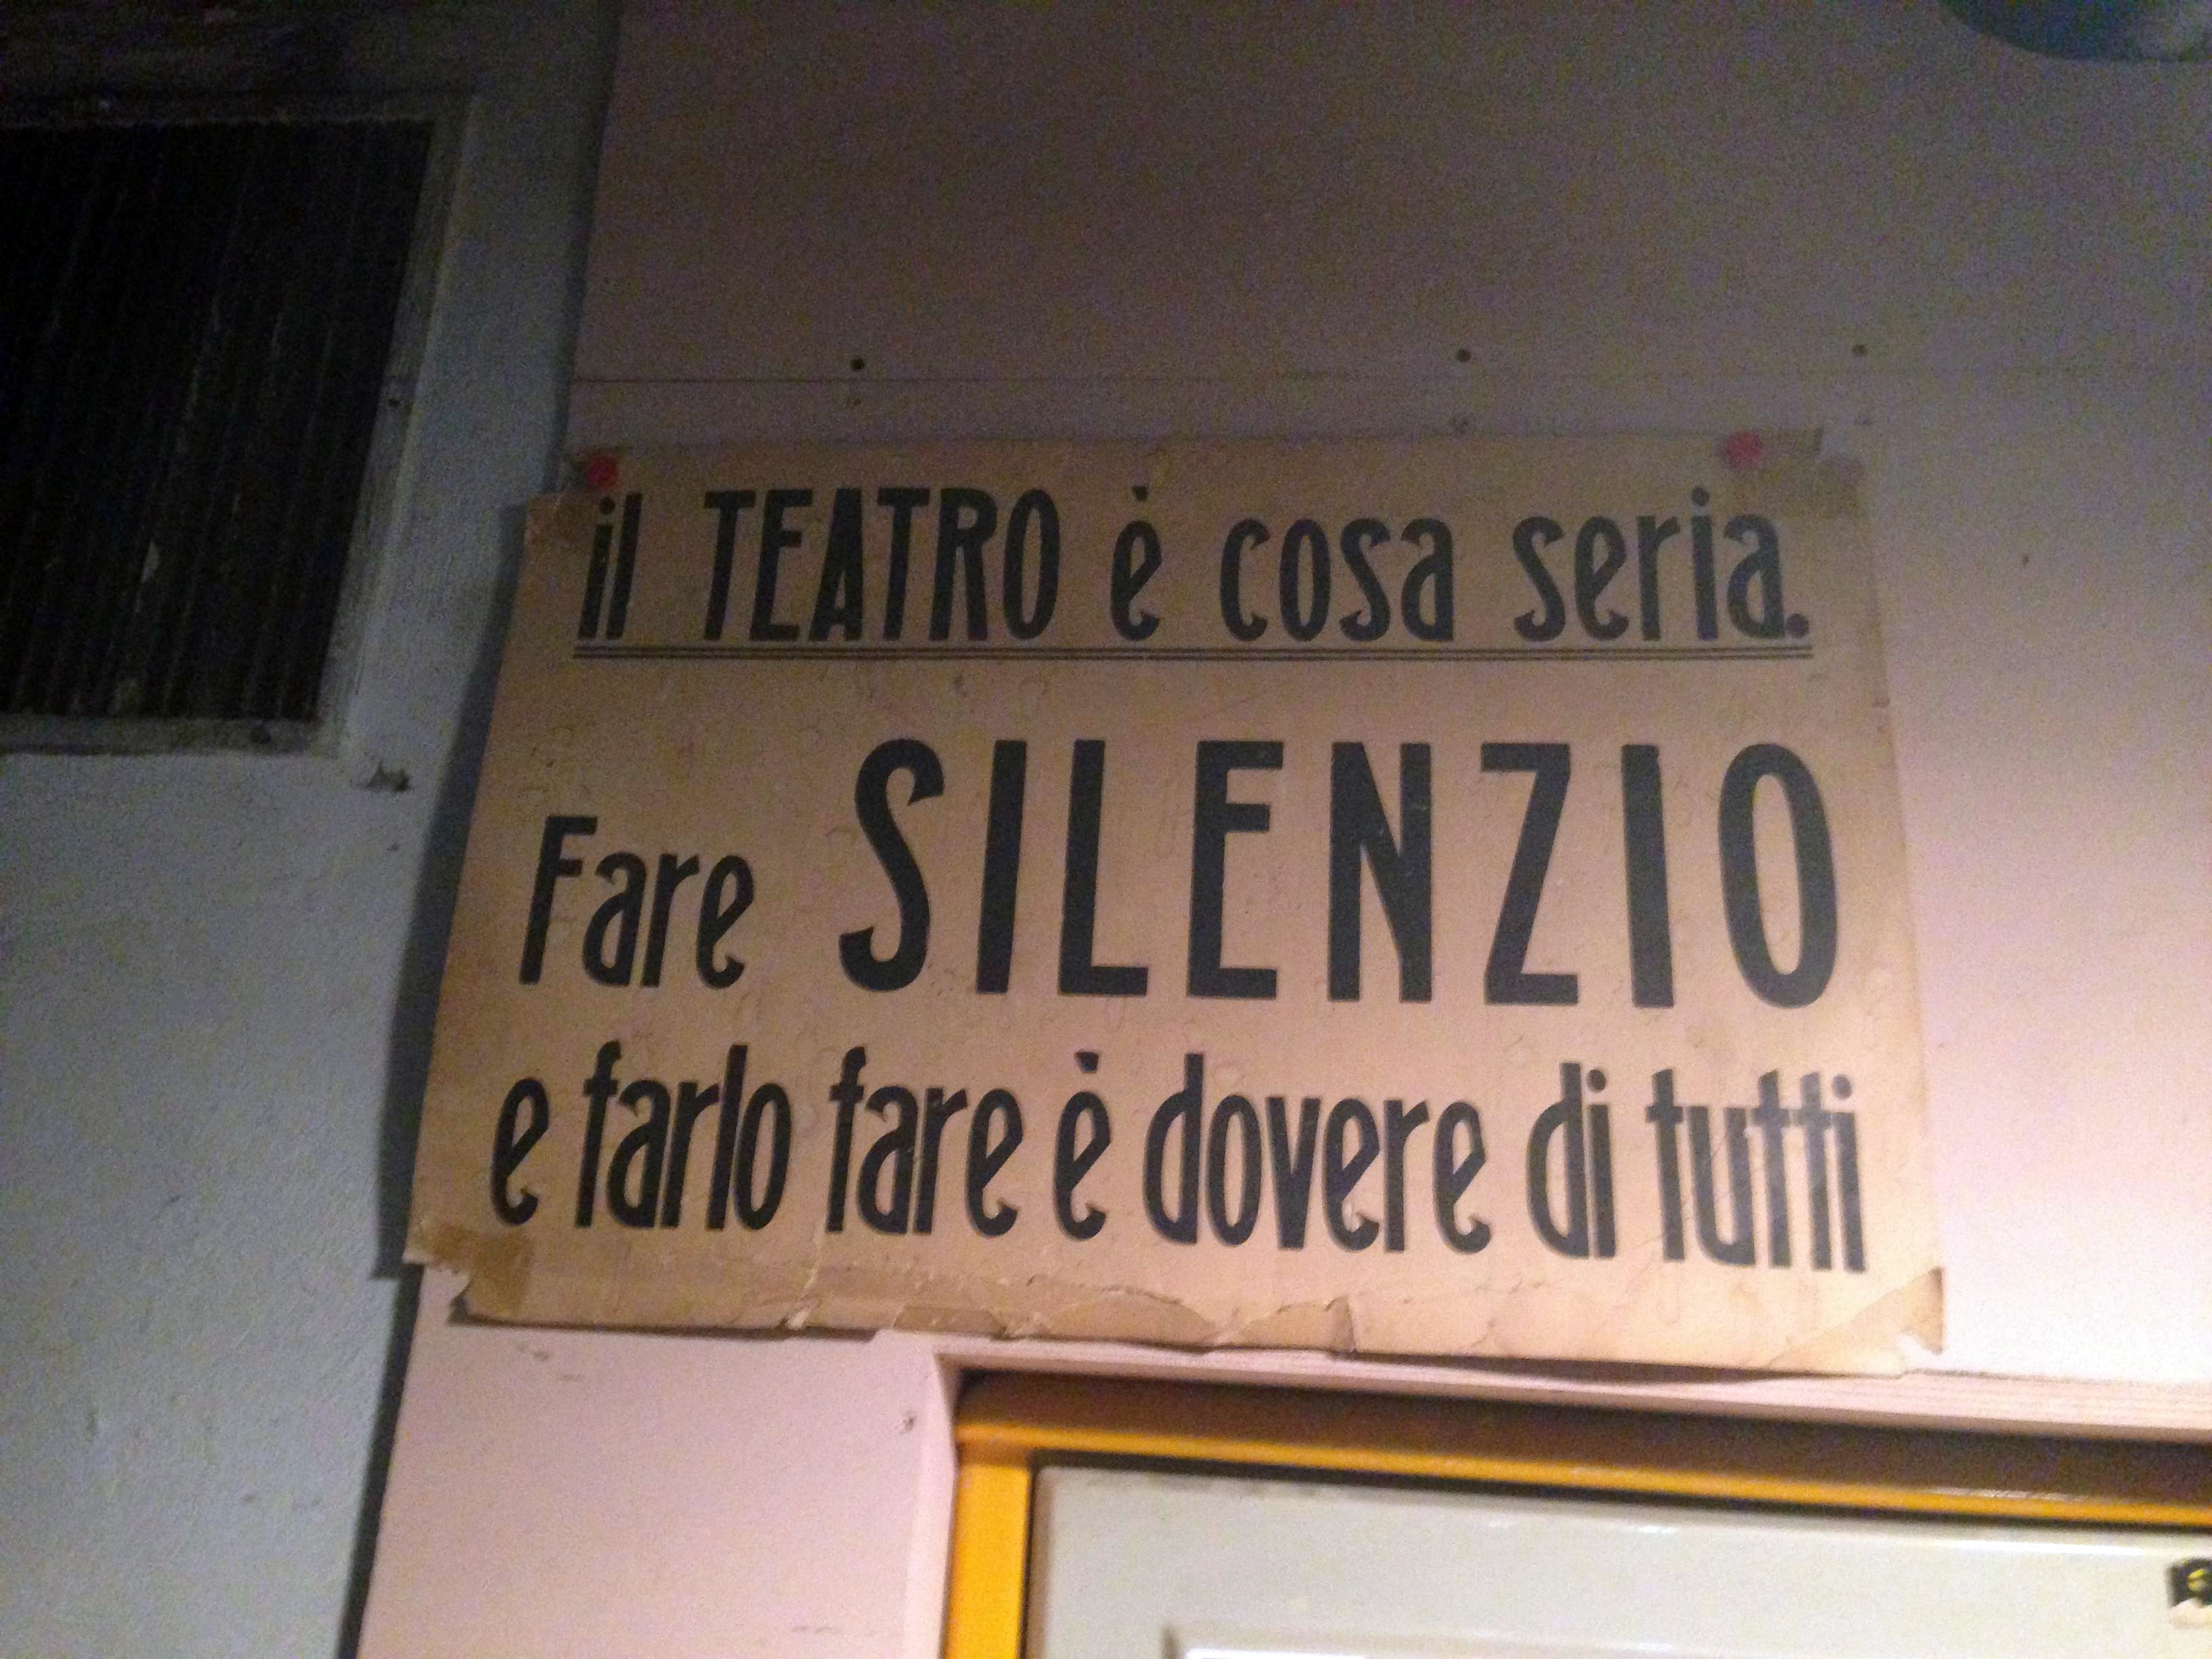 il TEATRO è cosa seria.
Fare SILENZIO
e farlo fare è dovere di tutti